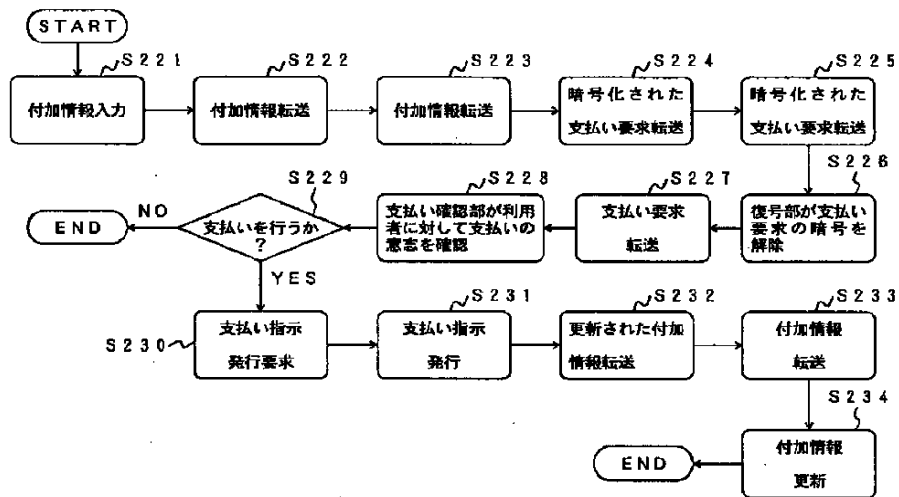 START
S221
付加情報入力
S222
付加情報転送
S223
付加情報転送
S224
暗号化された
支払い要求転送
S225
暗号化された
支払い要求転送
S226
復号部が支払い
要求の暗号を
解除
S227
支払い要求
転送
S228
支払い確認部が利用
者に対して支払いの
意志を確認
S229
支払いを行うか
?
NO
END
YES
S230
支払い指示
発行要求
S231
支払い指示
発行
S232
更新された付加
情報転送
S233
付加情報
転送
S234
付加情報
更新
END